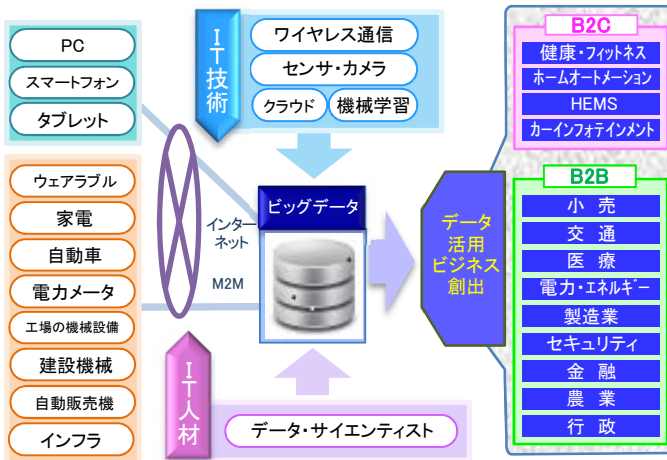 PC
スマートフォン
タブレット
ウェアラブル
家電
自動車
電力メータ
工場の機械設備
建設機械
自動販売機
インフラ
IT技術
ワイヤレス通信
センサ・カメラ
クラウド
機械学習
インター
ネット
M2M
ビッグデータ
IT人材
データ・サイエンティスト
データ
活用
ビジネス
創出
B2C
健康・フィットネス
ホームオートメーション
HEMS
カーインフォテインメント
B2B
小 売
交 通
医 療
電力・エネルギー
製造業
セキュリティ
金 融
農 業
行 政